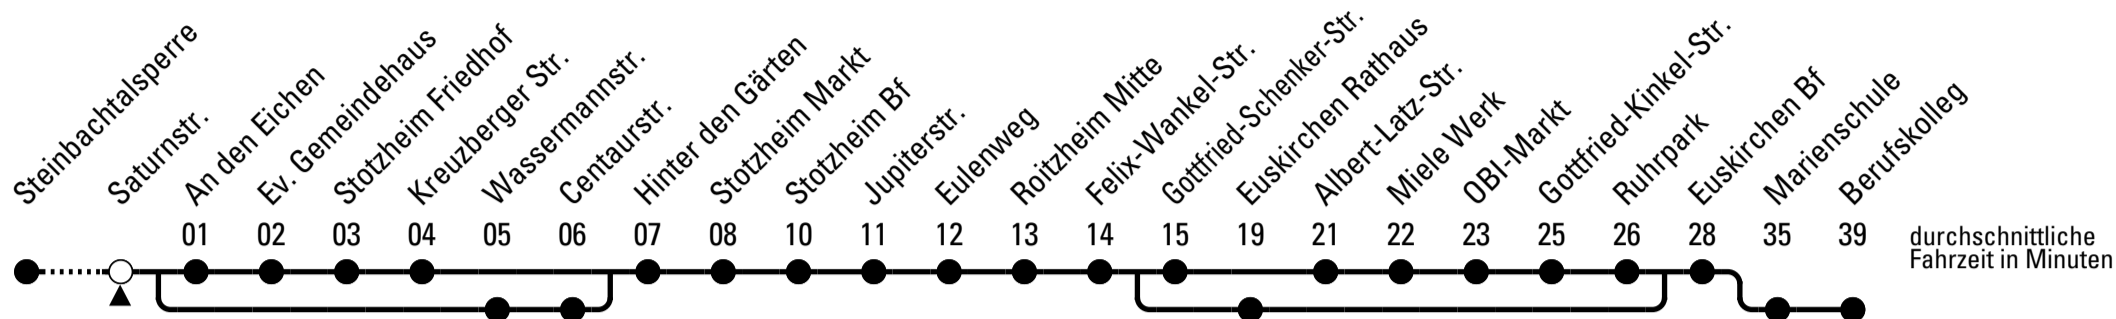 Steinbachtalsperre
Saturnstr.
An den Eichen
Ev. Gemeindehaus
Stotzheim Friedhof
Kreuzberger Str.
Wassermannstr.
Centaurstr.
Hinter den Gärten
Stotzheim Markt
Stotzheim Bf
Jupiterstr.
Eulenweg
Roitzheim Mitte
Felix-Wankel-Str.
Gottfried-Schenker-Str.
Euskirchen Rathaus
Albert-Latz-Str.
Miele Werk
OBI-Markt
Gottfried-Kinkel-Str.
Ruhrpark
Euskirchen Bf
Marienschule
Berufskolleg
01 02 03 04 05 06 07 08 10 11 12 13 14 15 19 21 22 23 25 26 28 35 39
durchschnittliche
Fahrzeit in Minuten